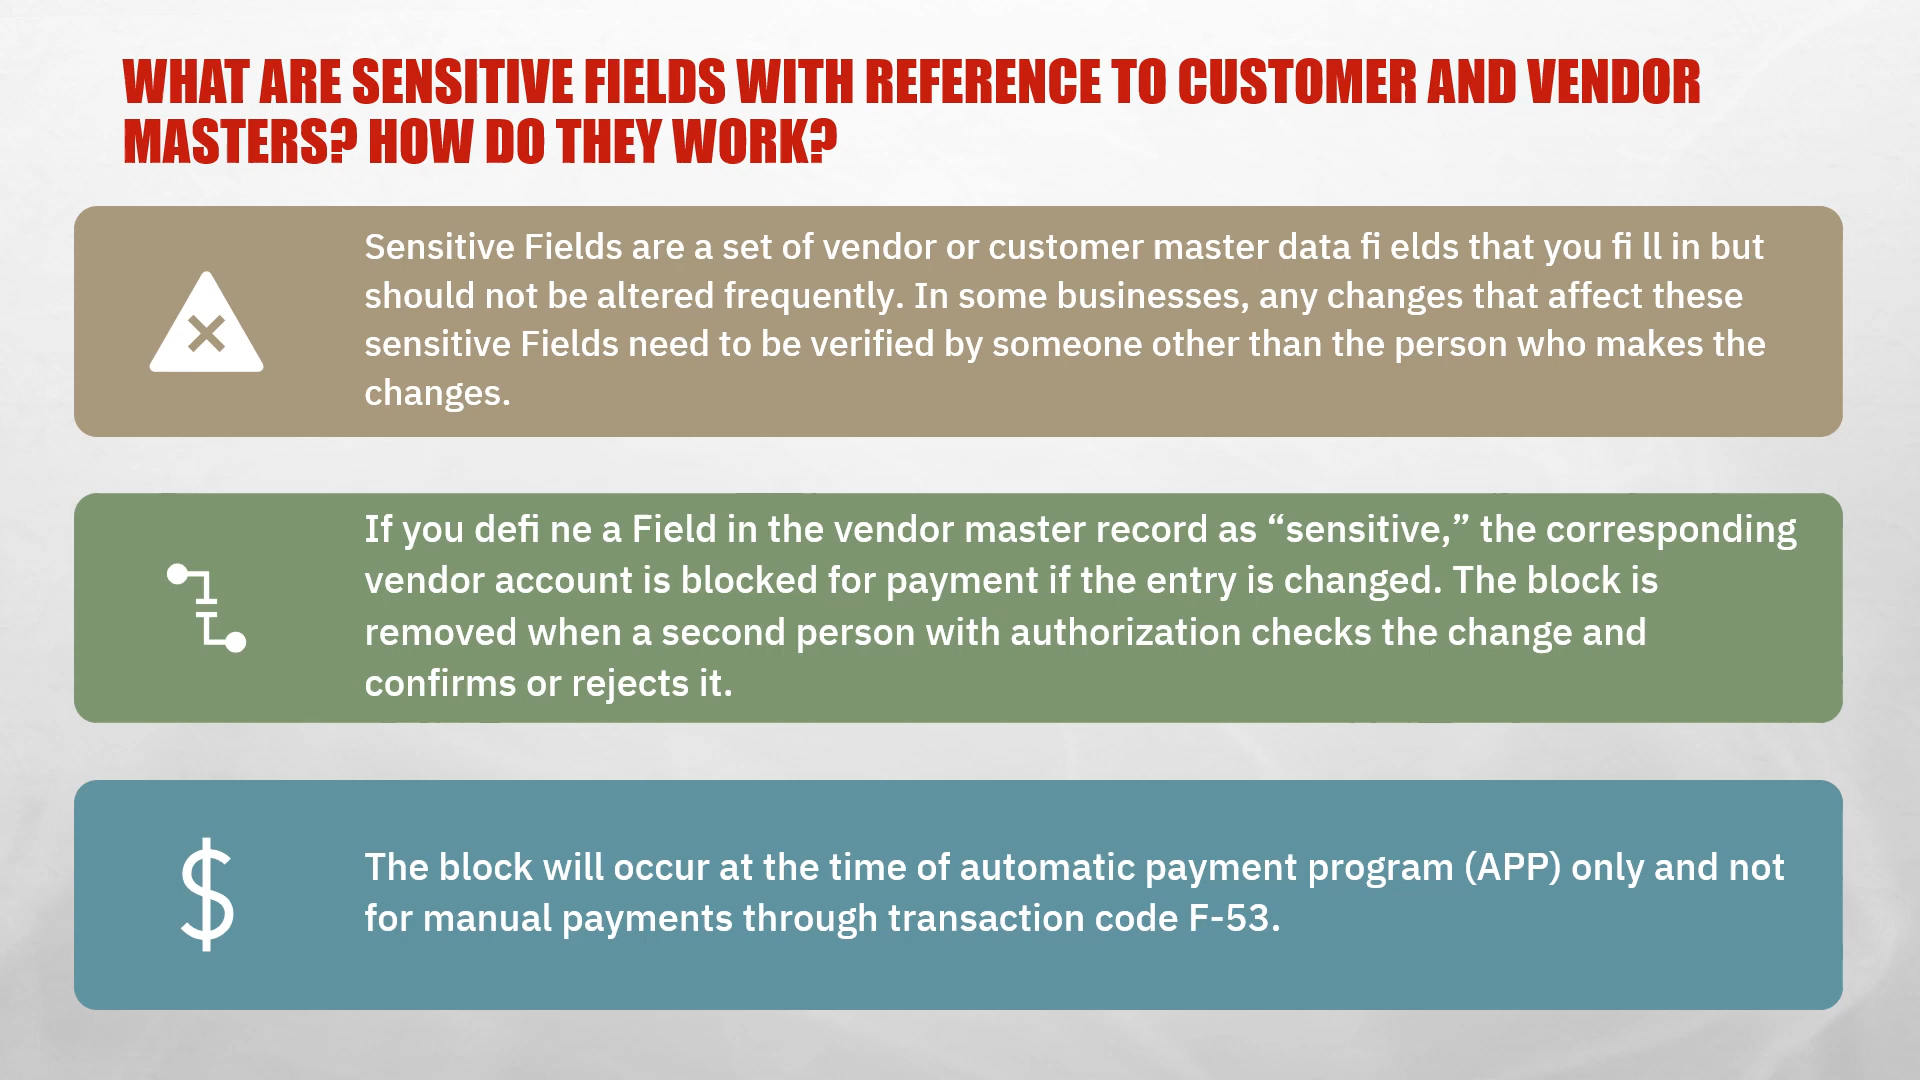 WHAT ARE SENSITIVE FIELDS WITH REFERENCE TO CUSTOMER AND VENDOR
MASTERS? HOW DO THEY WORK?
Sensitive Fields are a set of vendor or customer master data fi elds that you fi ll in but
should not be altered frequently. In some businesses, any changes that affect these
sensitive Fields need to be verified by someone other than the person who makes the
changes.
If you defi ne a Field in the vendor master record as “sensitive,” the corresponding
vendor account is blocked for payment if the entry is changed. The block is
removed when a second person with authorization checks the change and
confirms or rejects it.
The block will occur at the time of automatic payment program (APP) only and not
for manual payments through transaction code F-53.